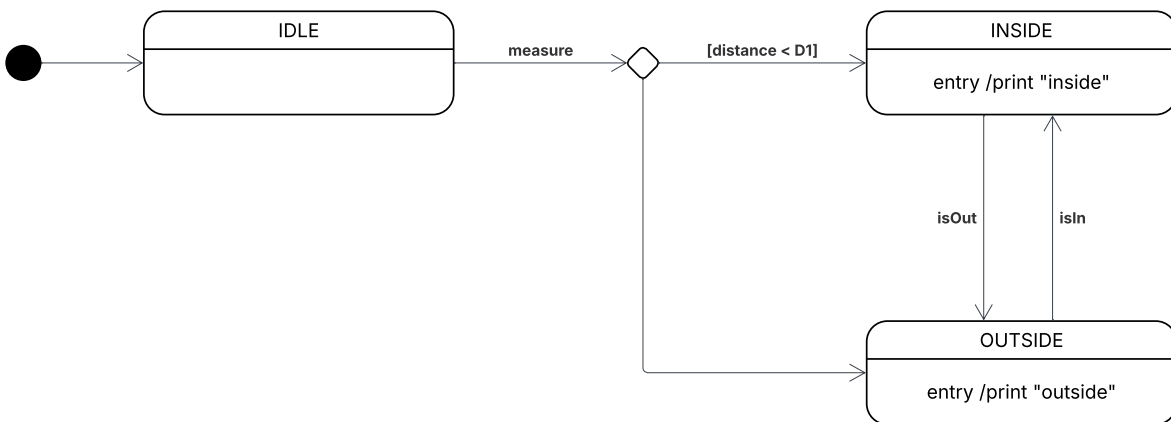 IDLE
measure
[distance < D1]
INSIDE
entry /print "inside"
isOut
isIn
OUTSIDE
entry /print "outside"